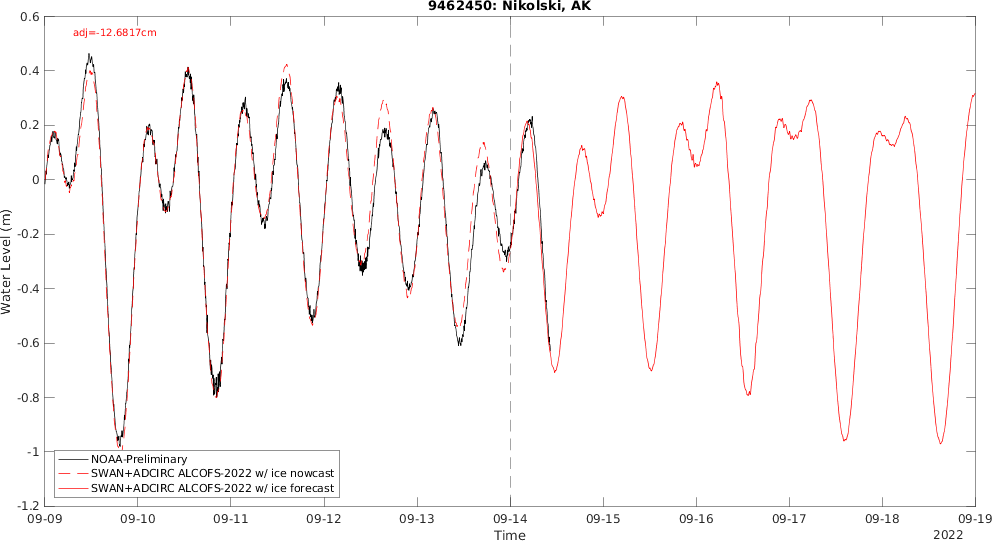 9462450: Nikolski, AK
adj=-12.6817cm
0.6
0.4
0.2
0
-0.2
-0.4
-0.6
-0.8
-1
-1.2
Water Level (m)
NOAA-Preliminary
SWAN+ADCIRC ALCOFS-2022 w/ ice nowcast
SWAN+ADCIRC ALCOFS-2022 w/ ice forecast
09-09 09-10 09-11 09-12 09-13 09-14 09-15 09-16 09-17 09-18 09-19
Time
2022